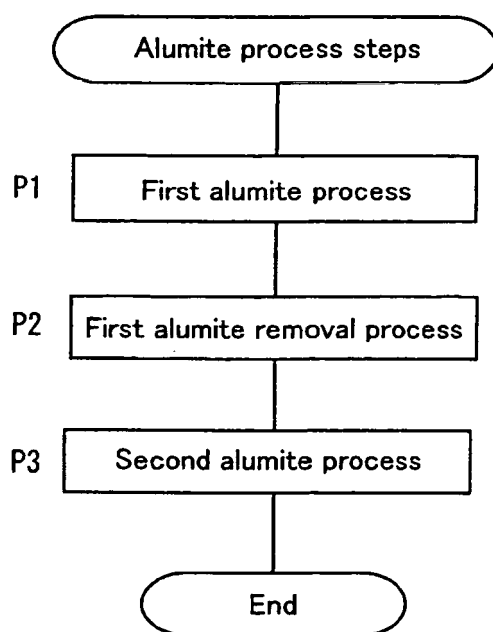 Alumite process steps
P1
First alumite process
P2
First alumite removal process
P3
Second alumite process
End